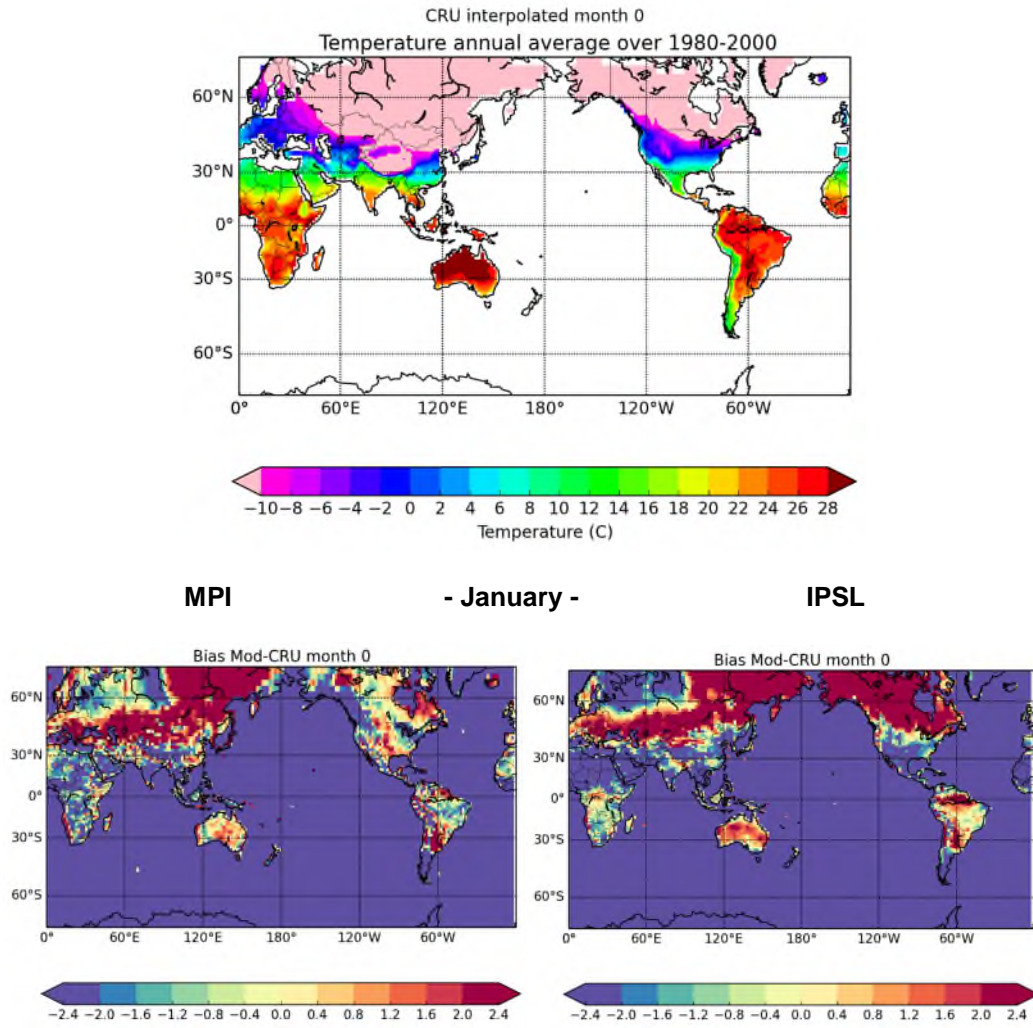 CRU interpolated month 0
Temperature annual average over 1980-2000
60°N
30°N
0°
30°S
60°S
0° 60°E 120°E 180° 120°W 60°W
−10 −8 −6 −4 −2 0 2 4 6 8 10 12 14 16 18 20 22 24 26 28
Temperature (C)
MPI - January - IPSL
Bias Mod-CRU month 0
60°N
30°N
0°
30°S
60°S
0° 60°E 120°E 180° 120°W 60°W
−2.4 −2.0 −1.6 −1.2 −0.8 −0.4 0.0 0.4 0.8 1.2 1.6 2.0 2.4
Bias Mod-CRU month 0
60°N
30°N
0°
30°S
60°S
0° 60°E 120°E 180° 120°W 60°W
−2.4 −2.0 −1.6 −1.2 −0.8 −0.4 0.0 0.4 0.8 1.2 1.6 2.0 2.4